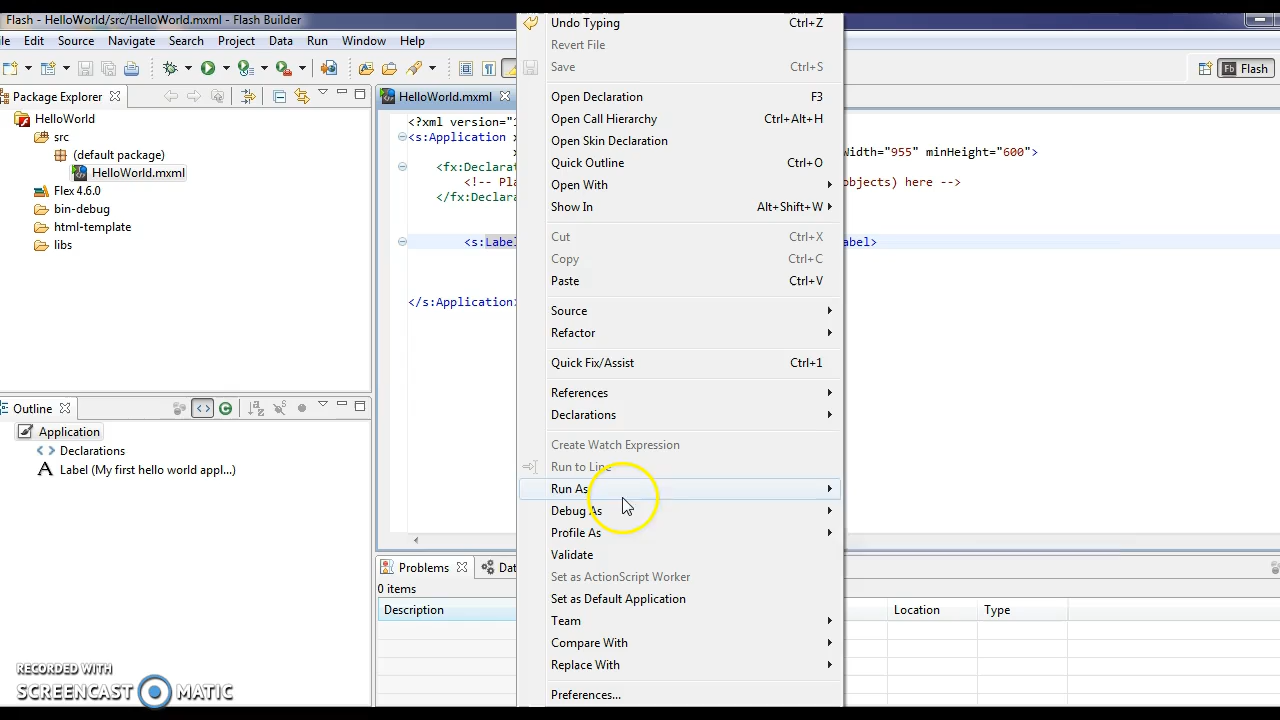 Flash - HelloWorld/src/HelloWorld.mxml - Flash Builder
le Edit Source Navigate Search Project Data Run Window Help
Fb Flash
Package Explorer
HelloWorld
src
(default package)
HelloWorld.mxml
Flex 4.6.0
bin-debug
html-template
libs
Outline
Application
Declarations
Label (My first hello world appl...)
HelloWorld.mxml
<?xml version="1
<s:Application x
Width="955" minHeight="600">
<fx:Declarat
<!-- Pla
objects) here -->
</fx:Declara
<s:Label
abel>
</s:Application>
Undo Typing Ctrl+Z
Revert File
Save Ctrl+S
Open Declaration F3
Open Call Hierarchy Ctrl+Alt+H
Open Skin Declaration
Quick Outline Ctrl+O
Open With
Show In Alt+Shift+W
Cut Ctrl+X
Copy Ctrl+C
Paste Ctrl+V
Source
Refactor
Quick Fix/Assist Ctrl+1
References
Declarations
Create Watch Expression
Run to Line
Run As
Debug As
Profile As
Validate
Set as ActionScript Worker
Set as Default Application
Team
Compare With
Replace With
Preferences...
Problems Dat
0 items
Description Location Type
RECORDED WITH
SCREENCAST MATIC